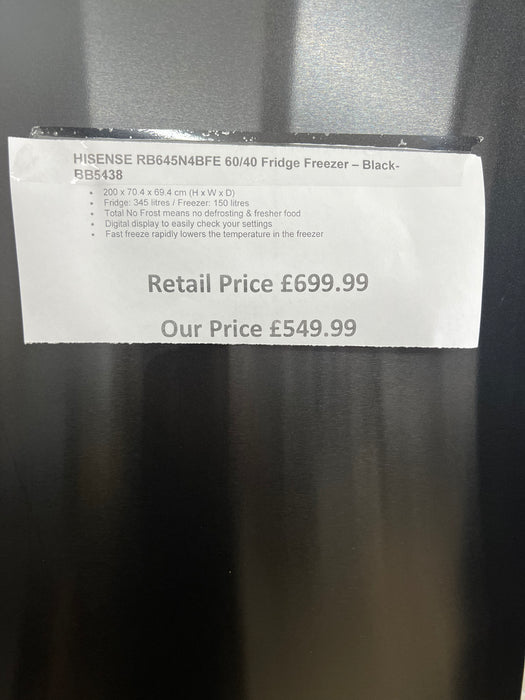 HISENSE RB645N4BFE 60/40 Fridge Freezer – Black-
BB5438
• 200 x 70.4 x 69.4 cm (H x W x D)
• Fridge: 345 litres / Freezer: 150 litres
• Total No Frost means no defrosting & fresher food
• Digital display to easily check your settings
• Fast freeze rapidly lowers the temperature in the freezer
Retail Price £699.99
Our Price £549.99